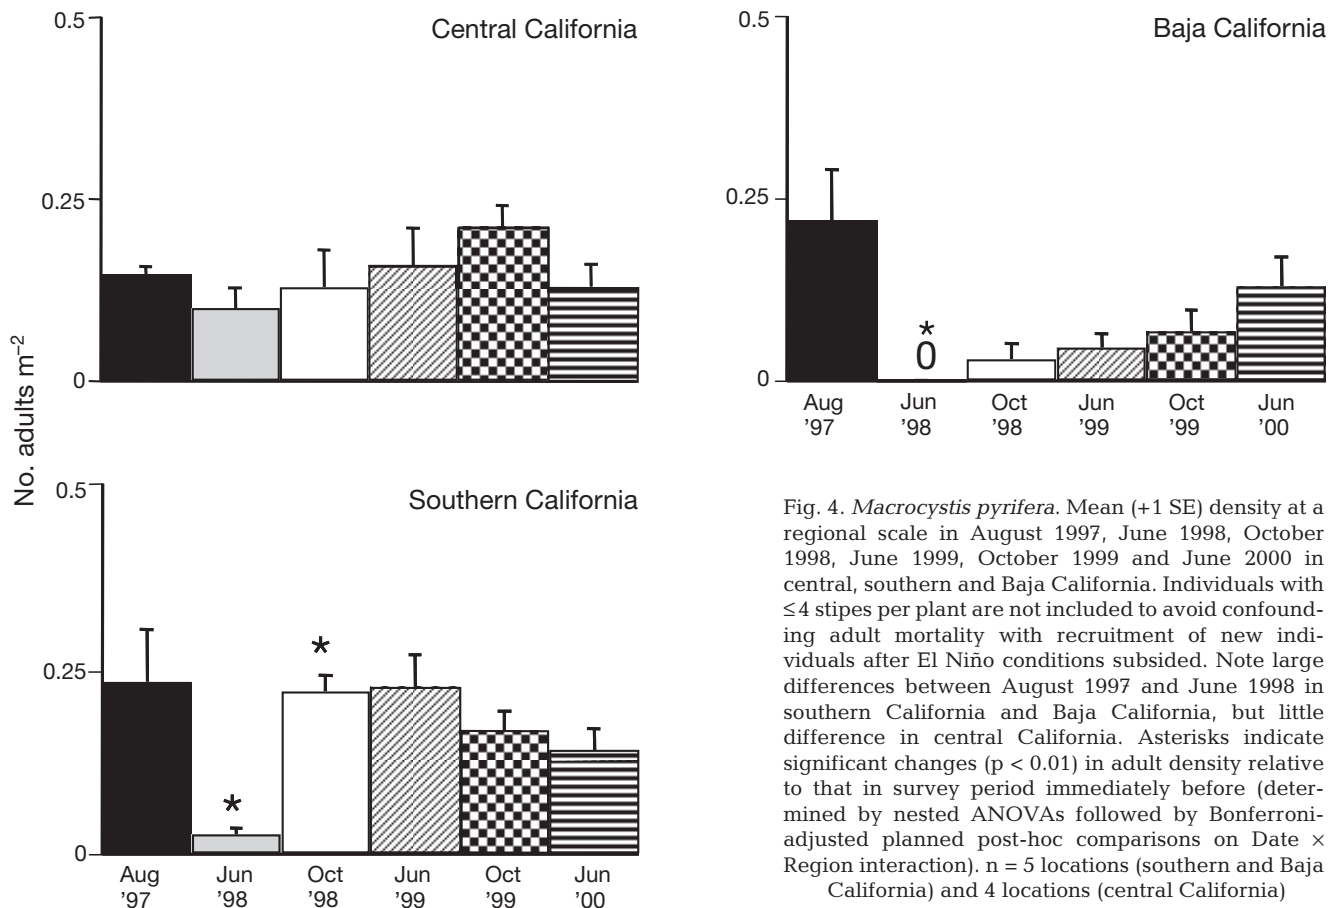 No. adults m⁻²
0.5
Central California
0.25
0
0.5
Southern California
0.25
*
*
0
Aug Jun Oct Jun Oct Jun
'97 '98 '98 '99 '99 '00
0.5
Baja California
0.25
*
0
0
Aug Jun Oct Jun Oct Jun
'97 '98 '98 '99 '99 '00
Fig. 4. Macrocystis pyrifera. Mean (+1 SE) density at a
regional scale in August 1997, June 1998, October
1998, June 1999, October 1999 and June 2000 in
central, southern and Baja California. Individuals with
≤4 stipes per plant are not included to avoid confound-
ing adult mortality with recruitment of new indi-
viduals after El Niño conditions subsided. Note large
differences between August 1997 and June 1998 in
southern California and Baja California, but little
difference in central California. Asterisks indicate
significant changes (p < 0.01) in adult density relative
to that in survey period immediately before (deter-
mined by nested ANOVAs followed by Bonferroni-
adjusted planned post-hoc comparisons on Date ×
Region interaction). n = 5 locations (southern and Baja
California) and 4 locations (central California)